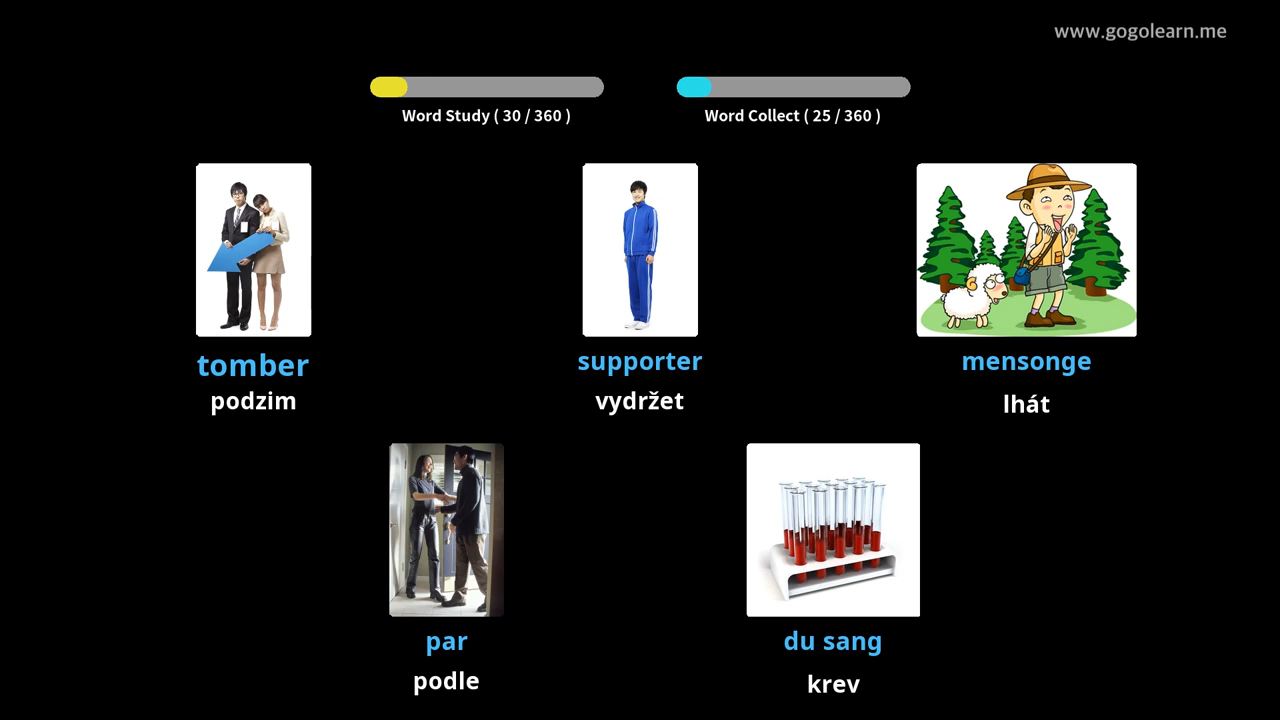 www.gogolearn.me
Word Study ( 30 / 360 )
Word Collect ( 25 / 360 )
tomber
podzim
supporter
vydržet
mensonge
lhát
par
podle
du sang
krev